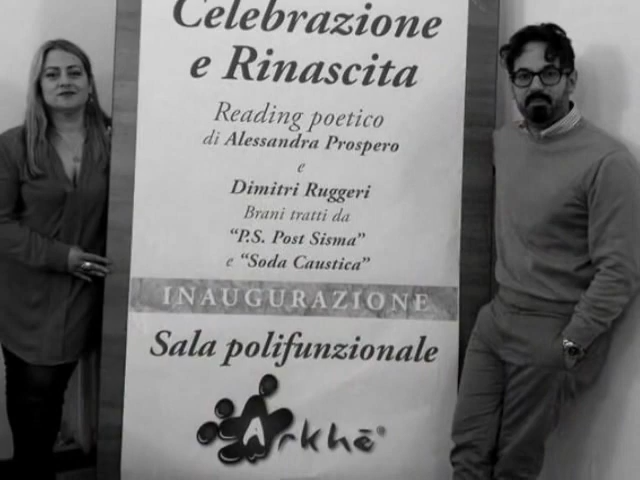 Celebrazione
e Rinascita
Reading poetico
di Alessandra Prospero
e
Dimitri Ruggeri
Brani tratti da
"P.S. Post Sisma"
e "Soda Caustica"
INAUGURAZIONE
Sala polifunzionale
Arkhè®